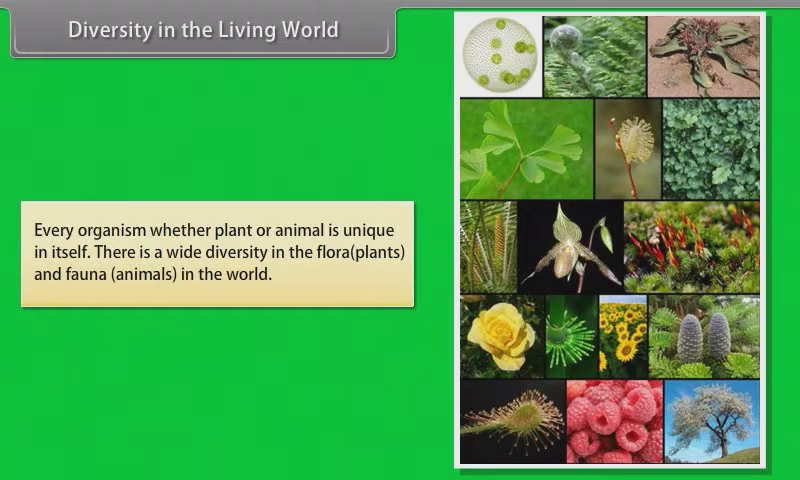 Diversity in the Living World
Every organism whether plant or animal is unique
in itself. There is a wide diversity in the flora(plants)
and fauna (animals) in the world.